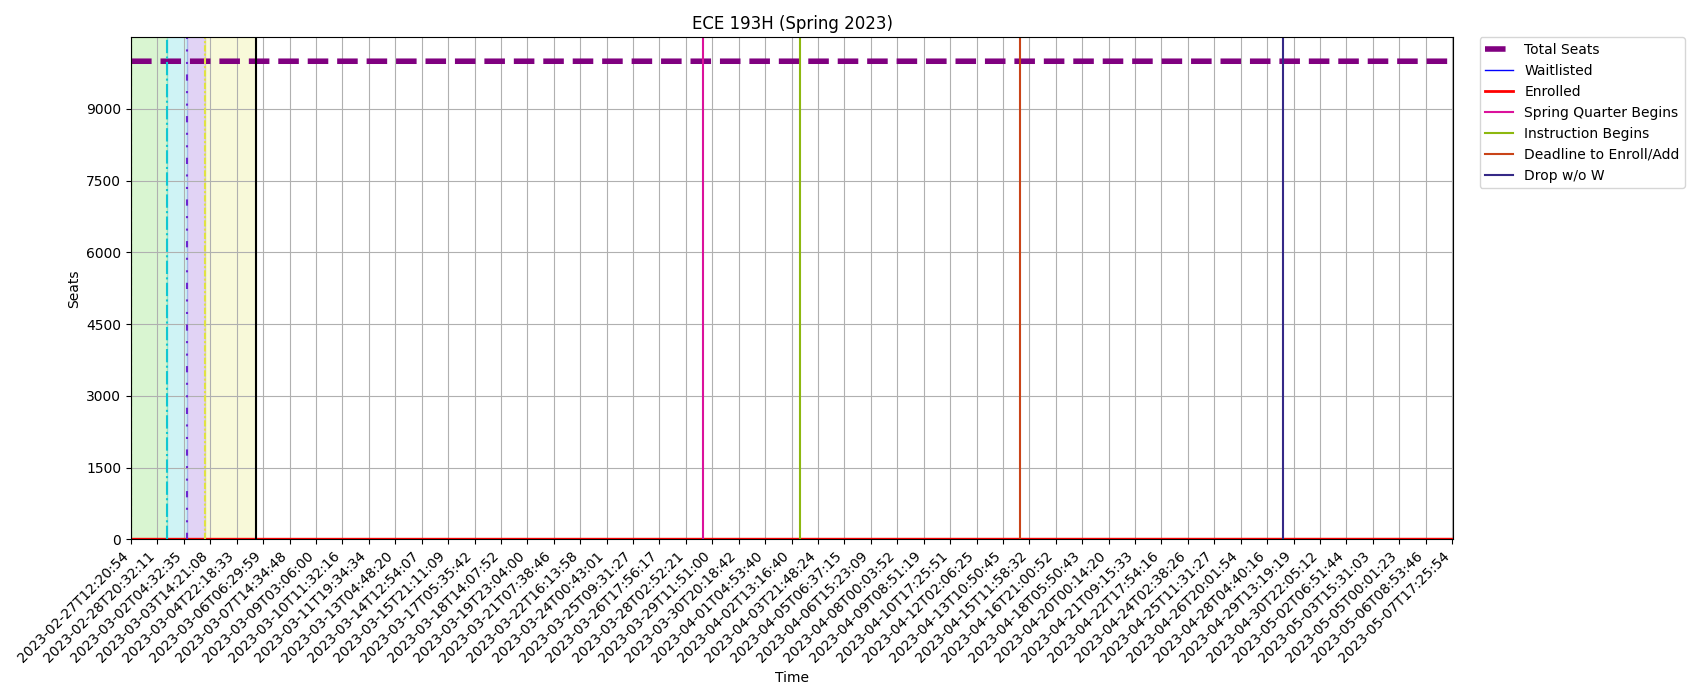 ECE 193H (Spring 2023)
Total Seats
Waitlisted
Enrolled
Spring Quarter Begins
Instruction Begins
Deadline to Enroll/Add
Drop w/o W
Seats
9000
7500
6000
4500
3000
1500
0
2023-02-27T12:20:54
2023-02-28T20:32:11
2023-03-02T04:32:35
2023-03-03T14:21:08
2023-03-04T22:18:33
2023-03-06T06:29:59
2023-03-07T14:34:48
2023-03-09T03:06:00
2023-03-10T11:32:16
2023-03-11T19:34:34
2023-03-13T04:48:20
2023-03-14T12:54:07
2023-03-15T21:11:09
2023-03-17T05:35:42
2023-03-18T14:07:52
2023-03-19T23:04:00
2023-03-21T07:38:46
2023-03-22T16:13:58
2023-03-24T00:43:01
2023-03-25T09:31:27
2023-03-26T17:56:17
2023-03-28T02:52:21
2023-03-29T11:51:00
2023-03-30T20:18:42
2023-04-01T04:53:40
2023-04-02T13:16:40
2023-04-03T21:48:24
2023-04-05T06:37:15
2023-04-06T15:23:09
2023-04-08T00:03:52
2023-04-09T08:51:19
2023-04-10T17:25:51
2023-04-12T02:06:25
2023-04-13T10:50:45
2023-04-15T11:58:32
2023-04-16T21:00:52
2023-04-18T05:50:43
2023-04-20T00:14:20
2023-04-21T09:15:33
2023-04-22T17:54:16
2023-04-24T02:38:26
2023-04-25T11:31:27
2023-04-26T20:01:54
2023-04-28T04:40:16
2023-04-29T13:19:19
2023-04-30T22:05:12
2023-05-02T06:51:44
2023-05-03T15:31:03
2023-05-05T00:01:23
2023-05-06T08:53:46
2023-05-07T17:25:54
Time